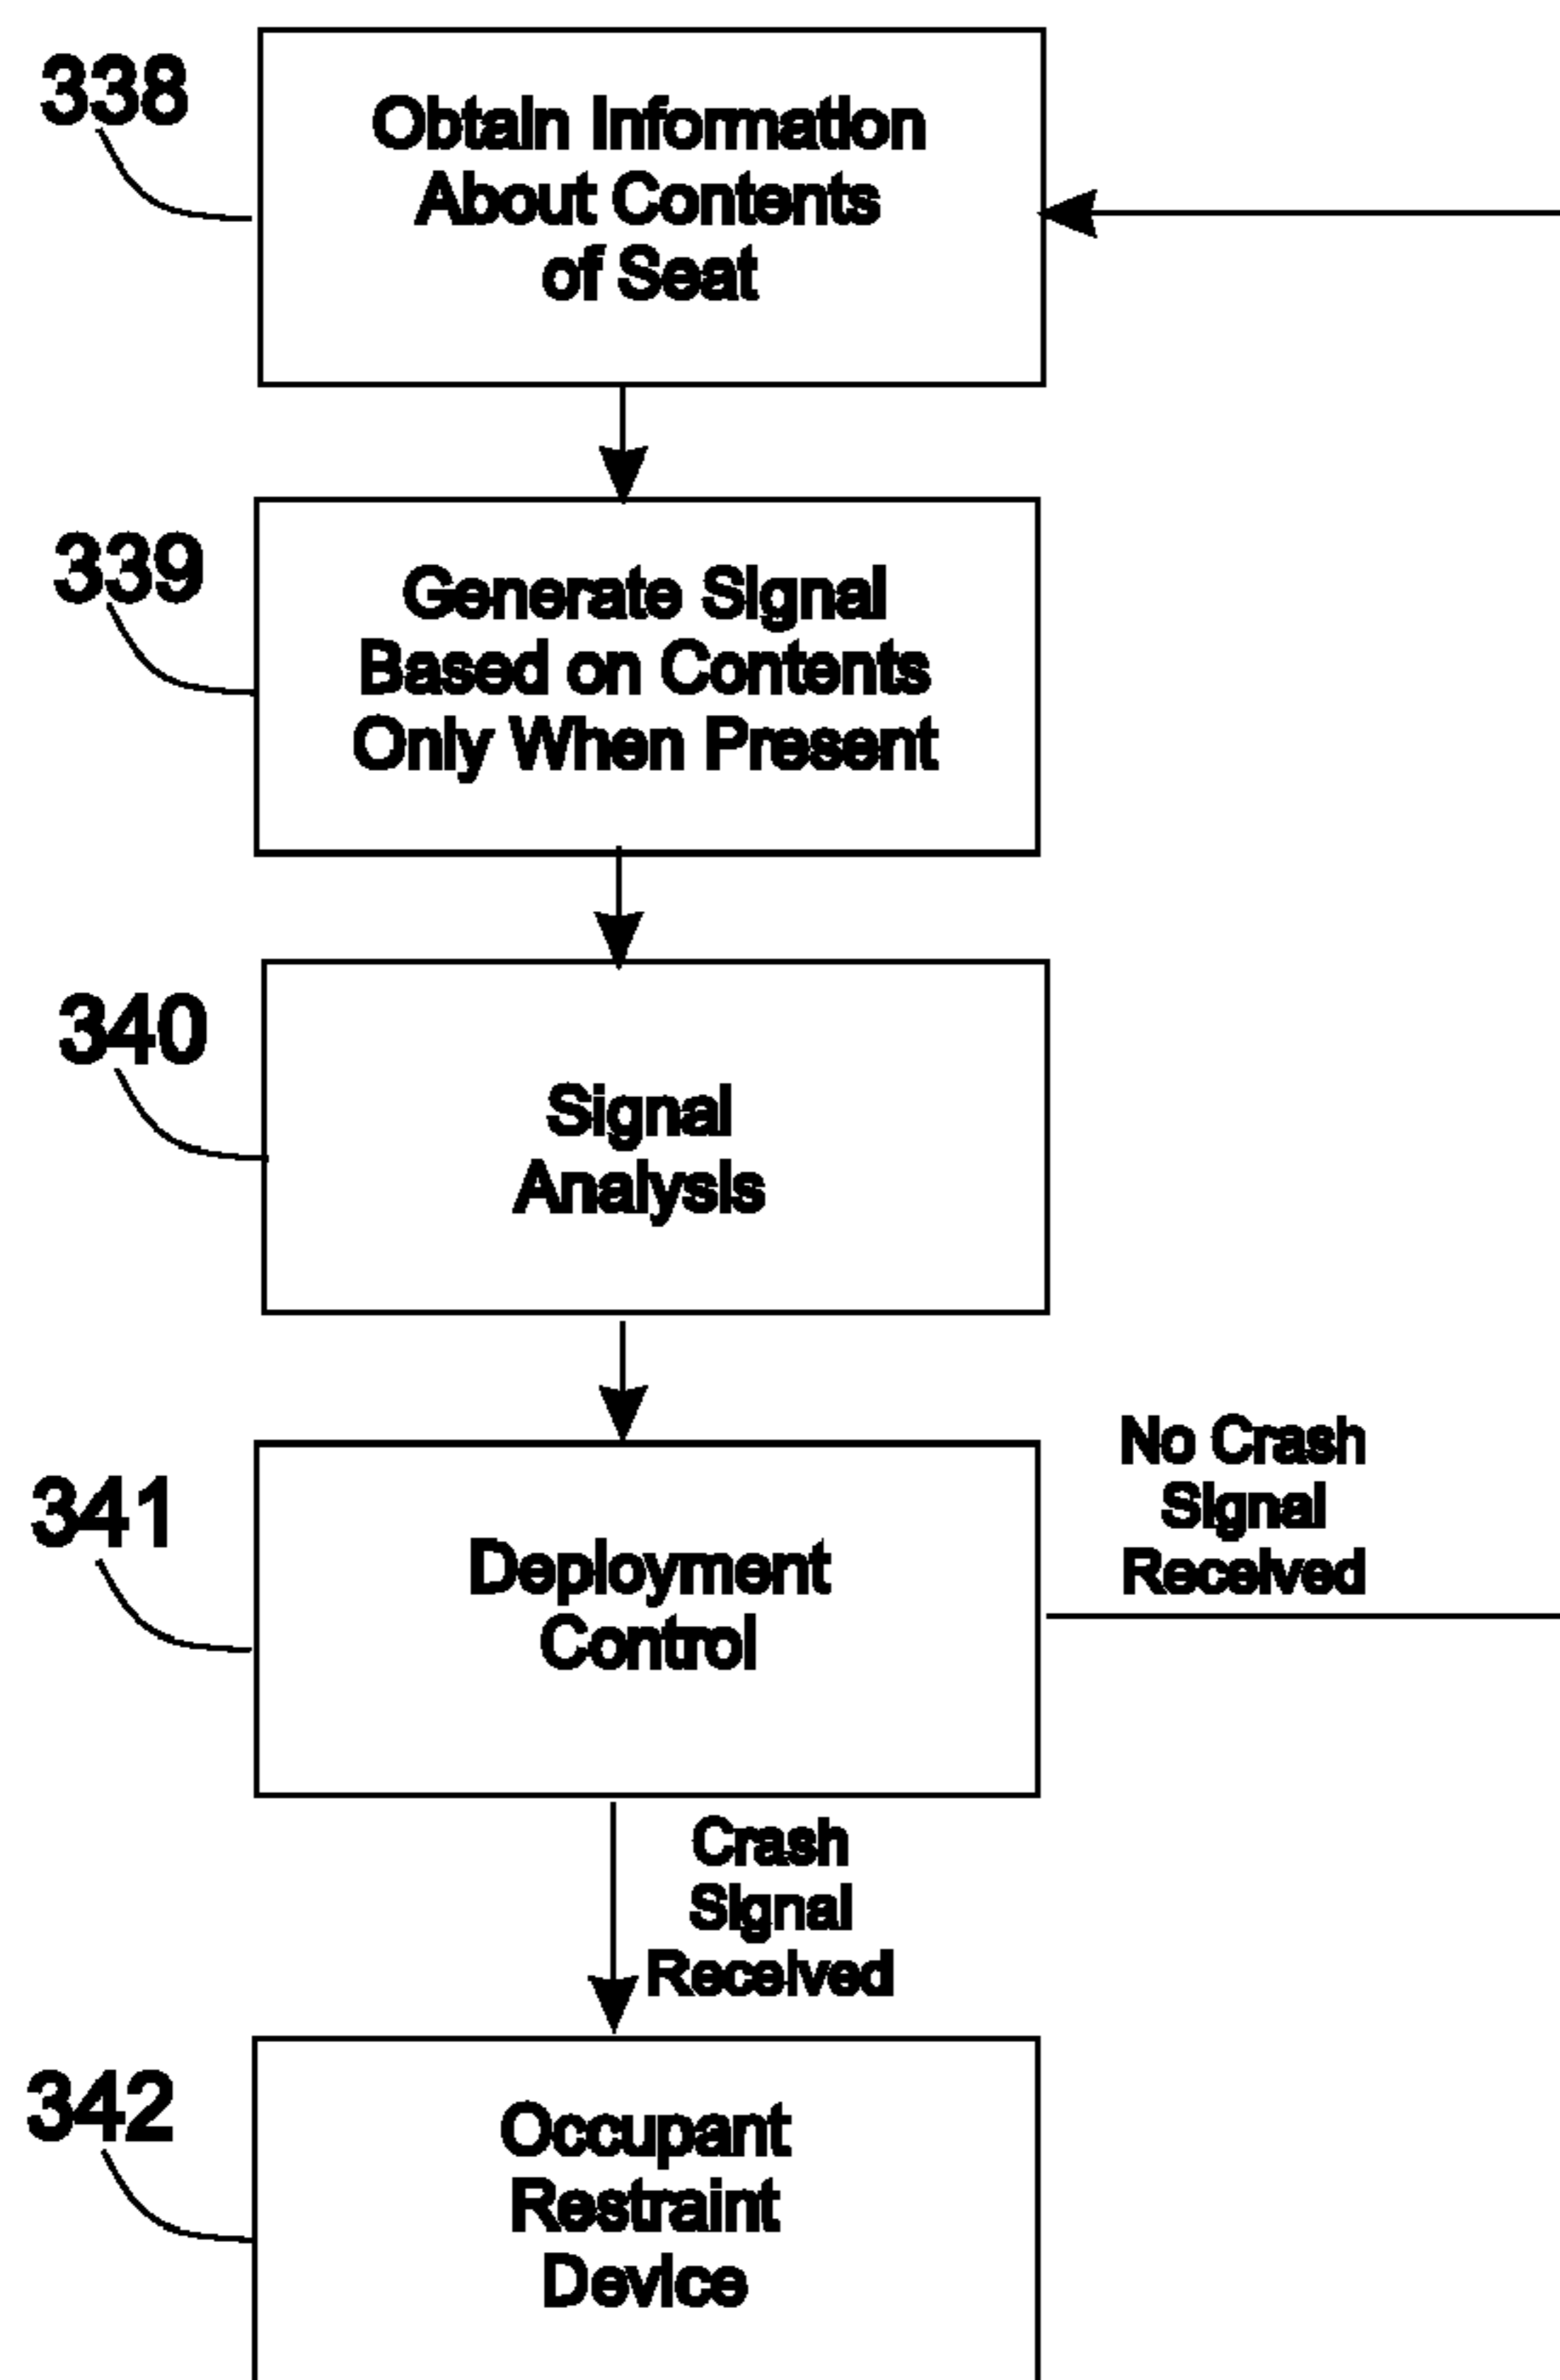 338
Obtain Information
About Contents
of Seat
339
Generate Signal
Based on Contents
Only When Present
340
Signal
Analysis
341
Deployment
Control
No Crash
Signal
Received
Crash
Signal
Received
342
Occupant
Restraint
Device